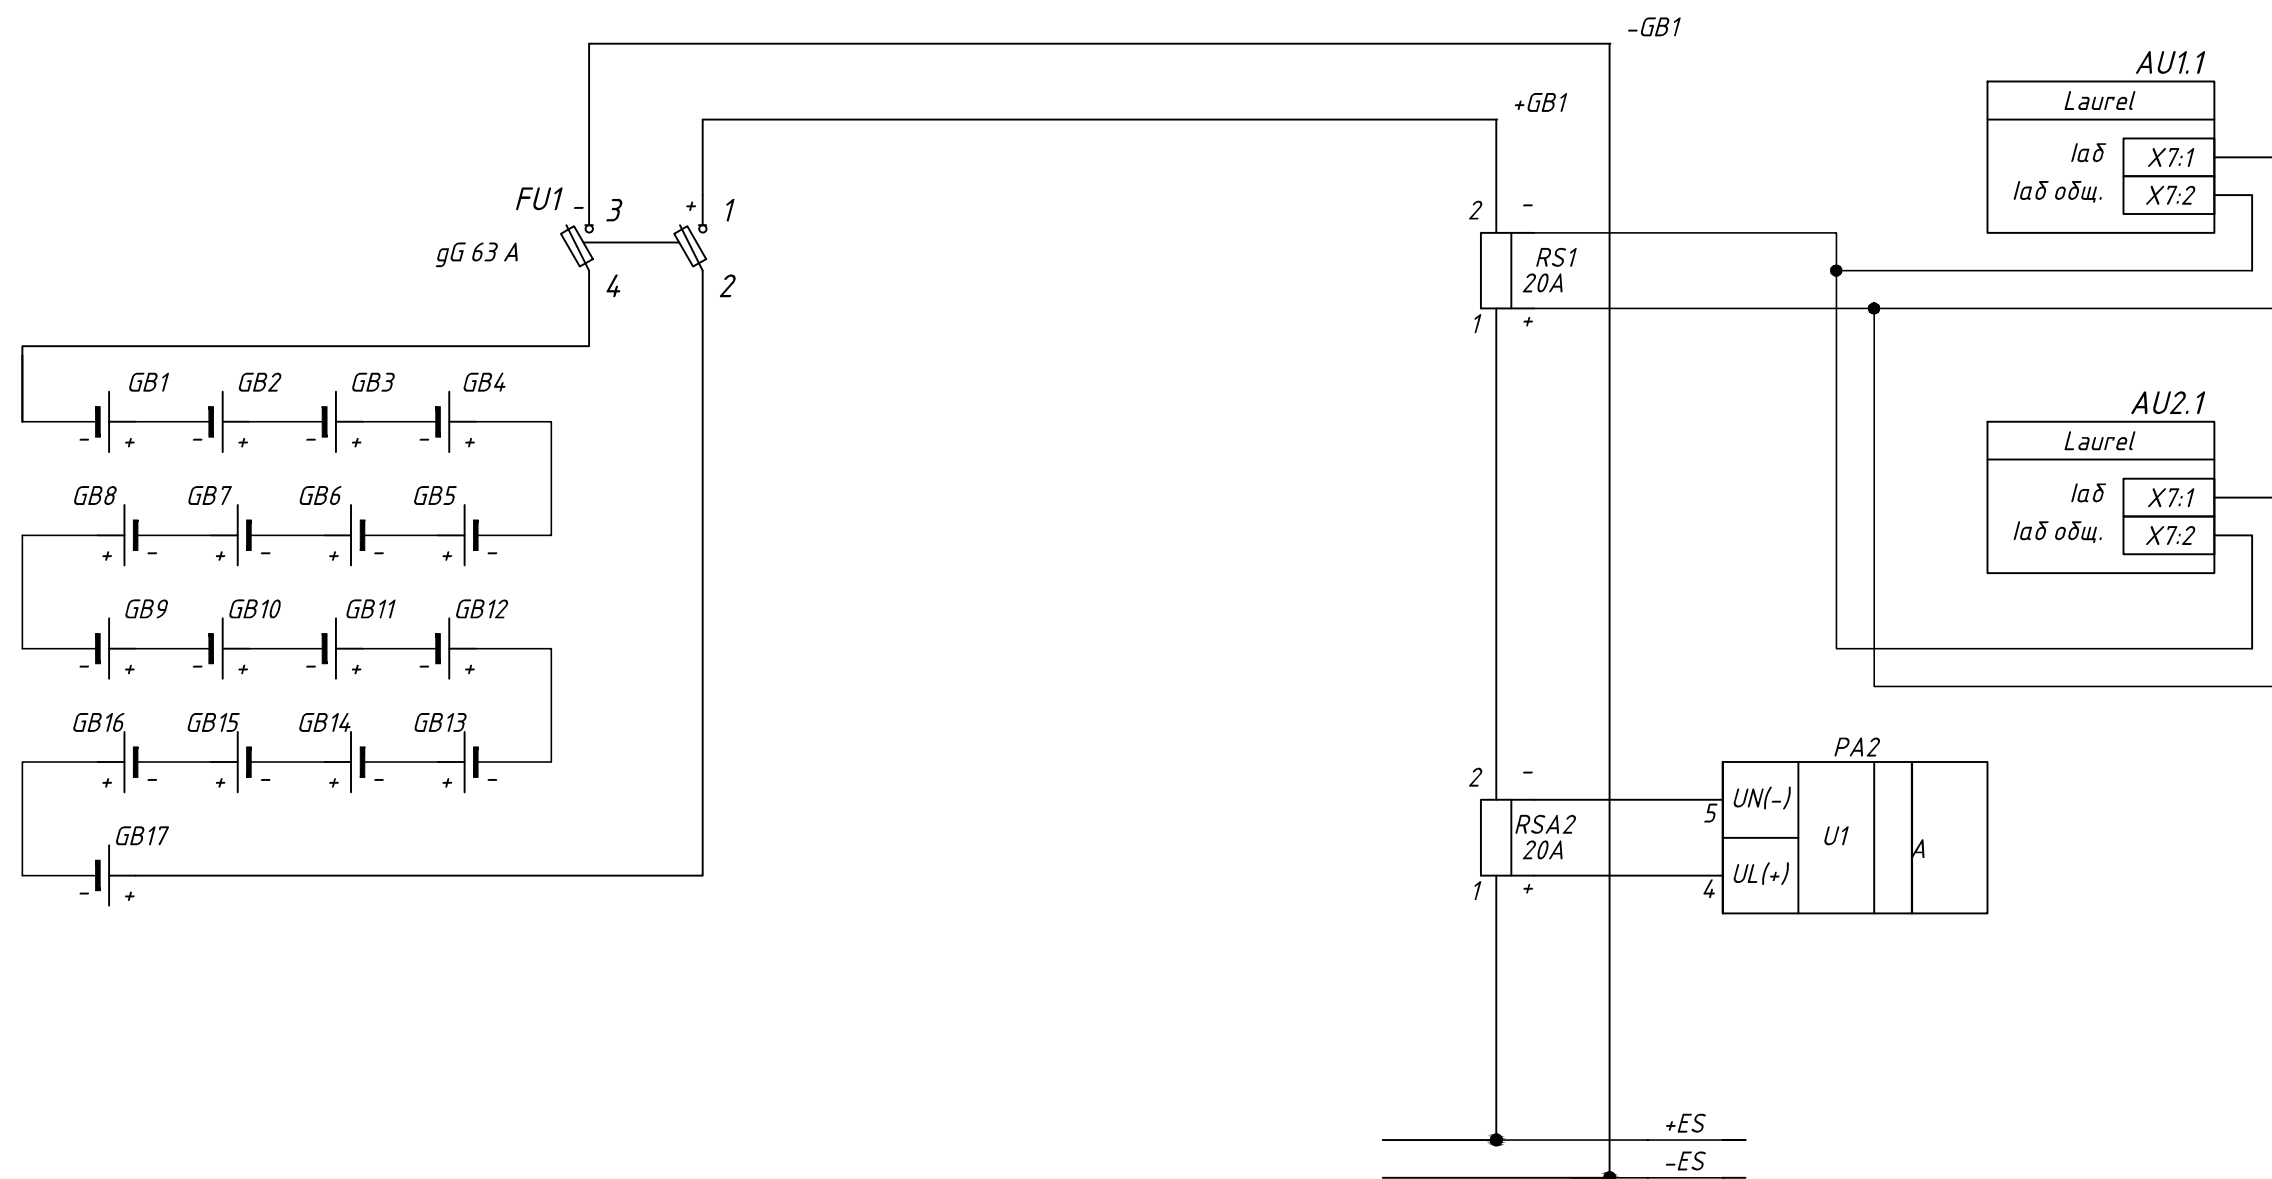 -GB1
AU1.1
Laurel
+GB1
Iаб
X7:1
Iаб общ.
X7:2
FU1
-
3
+
1
2
-
gG 63 A
RS1
20A
4
2
1
+
GB1
GB2
GB3
GB4
-
+
-
+
-
+
-
+
AU2.1
Laurel
Iаб
X7:1
Iаб общ.
X7:2
GB8
GB7
GB6
GB5
+
-
+
-
+
-
+
-
GB9
GB10
GB11
GB12
-
+
-
+
-
+
-
+
GB16
GB15
GB14
GB13
+
-
+
-
+
-
+
-
PA2
2
-
UN(-)
5
RSA2
20A
U1
A
UL(+)
4
1
+
GB17
-
+
+ES
-ES